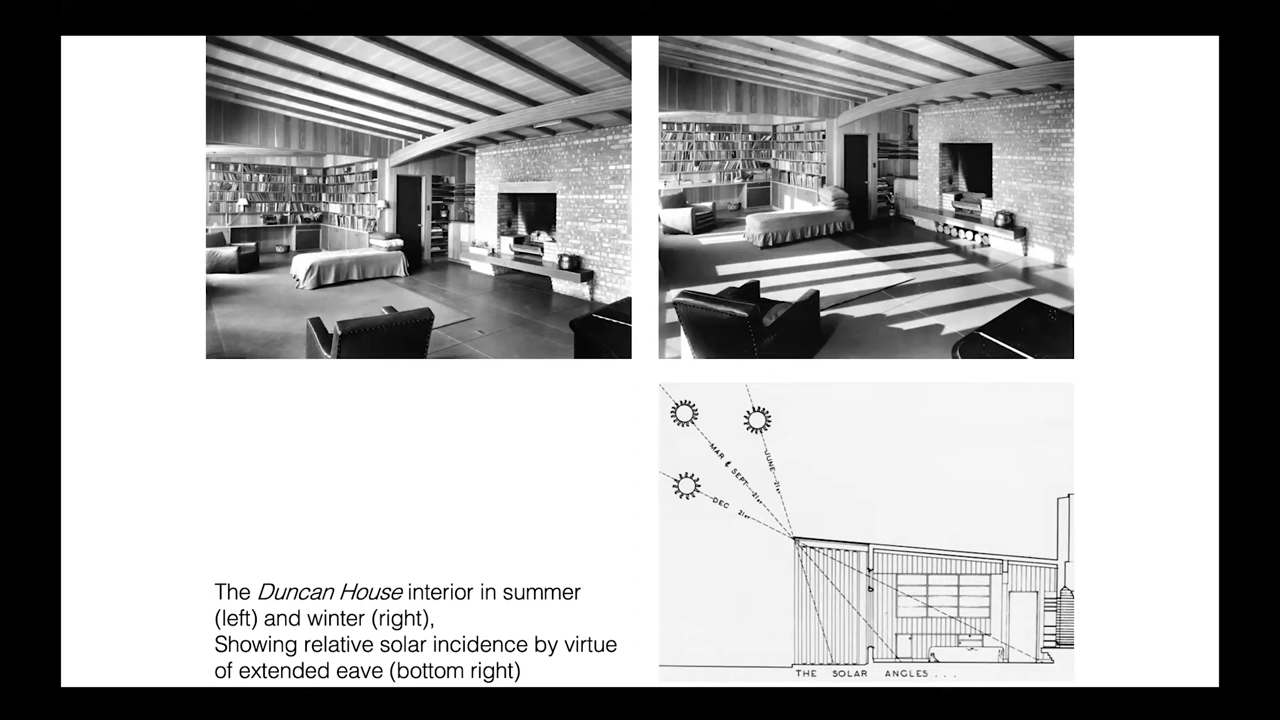 MAR & SEPT 21ST
JUNE 21ST
DEC 21ST
The Duncan House interior in summer
(left) and winter (right),
Showing relative solar incidence by virtue
of extended eave (bottom right)
THE SOLAR ANGLES . . .